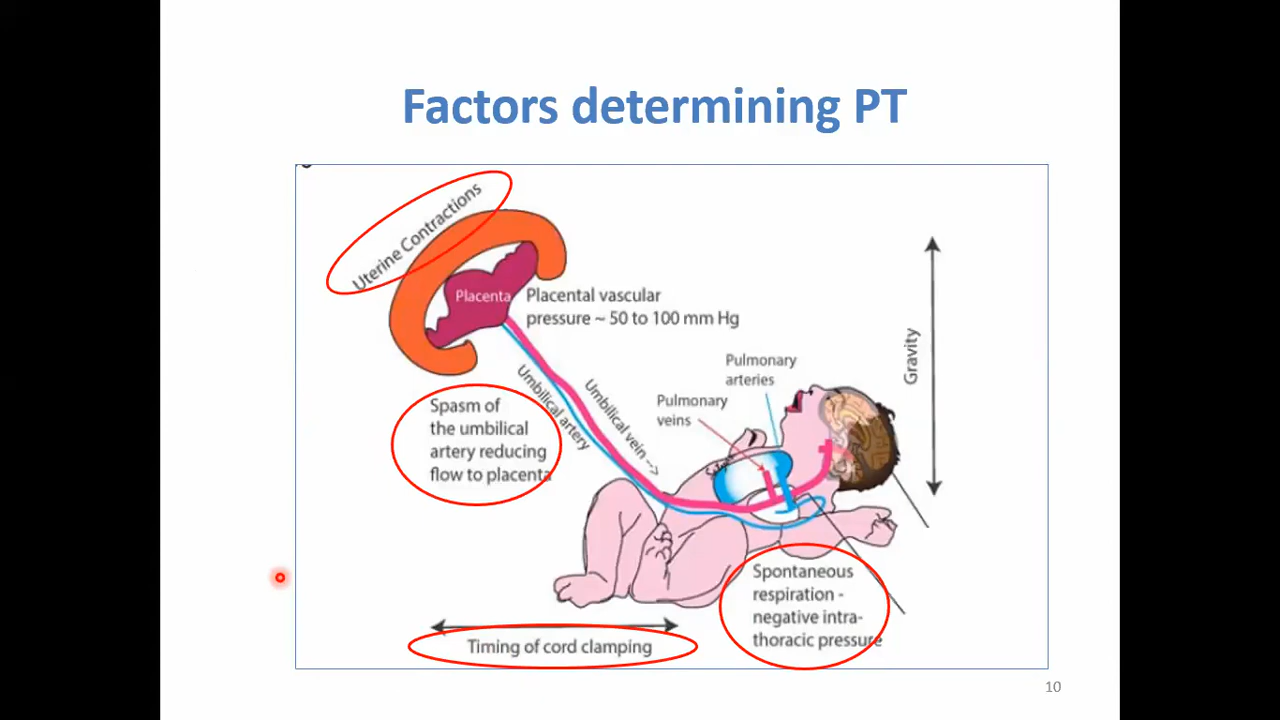 Factors determining PT
Uterine Contractions
Placenta
Placental vascular
pressure ~ 50 to 100 mm Hg
Gravity
Pulmonary
arteries
Pulmonary
veins
Umbilical artery
Umbilical vein -->
Spasm of
the umbilical
artery reducing
flow to placenta
Spontaneous
respiration -
negative intra-
thoracic pressure
Timing of cord clamping
10